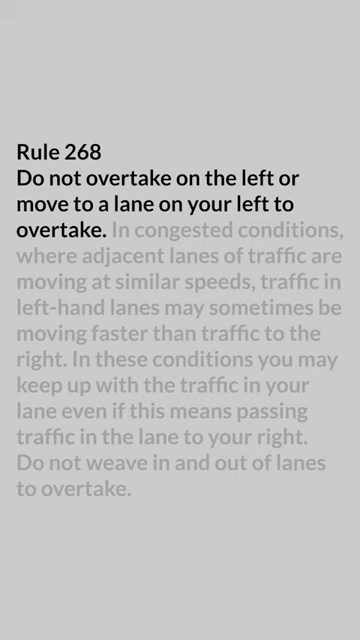 Rule 268
Do not overtake on the left or
move to a lane on your left to
overtake. In congested conditions,
where adjacent lanes of traffic are
moving at similar speeds, traffic in
left-hand lanes may sometimes be
moving faster than traffic to the
right. In these conditions you may
keep up with the traffic in your
lane even if this means passing
traffic in the lane to your right.
Do not weave in and out of lanes
to overtake.